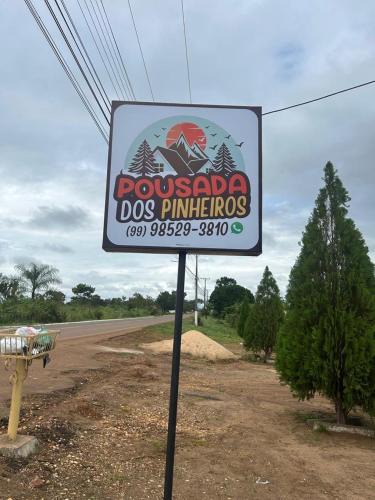 POUSADA
DOS PINHEIROS
(99) 98529-3810